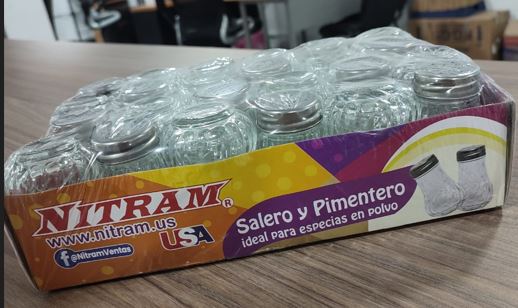 NITRAM®
www.nitram.us
USA
f @NitramVentas
Salero y Pimentero
ideal para especias en polvo